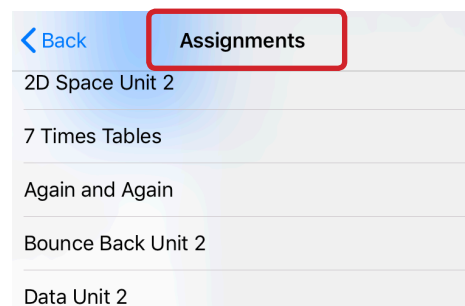 Back Assignments
2D Space Unit 2
7 Times Tables
Again and Again
Bounce Back Unit 2
Data Unit 2